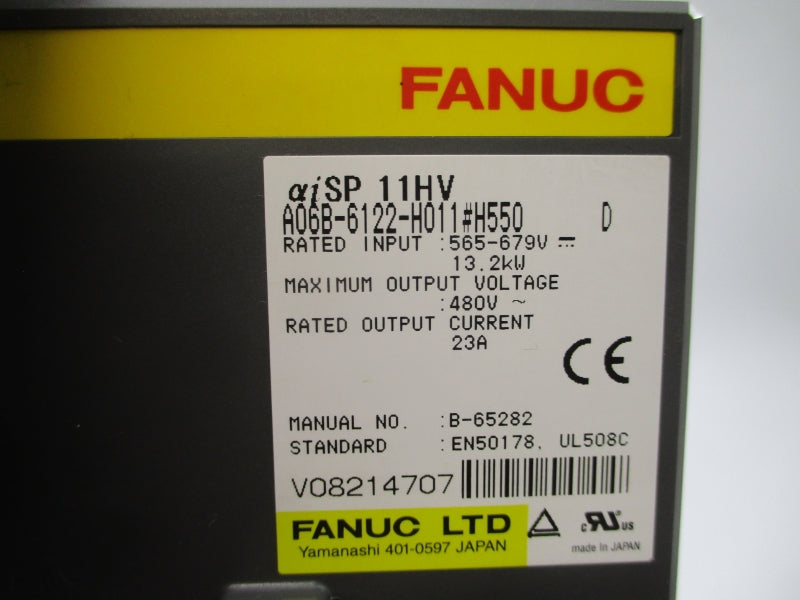 FANUC
αiSP 11HV
A06B-6122-H011#H550 D
RATED INPUT :565-679V ⎓
13.2kW
MAXIMUM OUTPUT VOLTAGE
:480V ~
RATED OUTPUT CURRENT
23A
CE
MANUAL NO. :B-65282
STANDARD :EN50178, UL508C
V08214707
FANUC LTD
Yamanashi 401-0597 JAPAN
c RU US
made in JAPAN